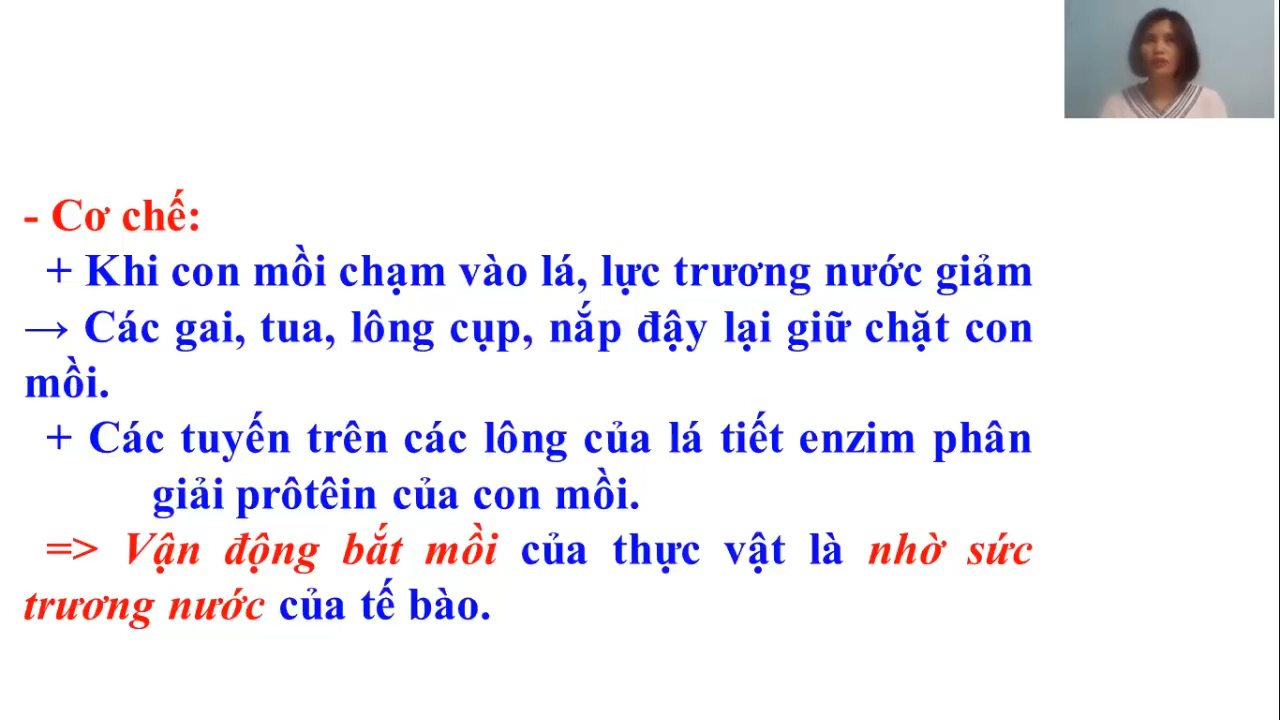 - Cơ chế:
+ Khi con mồi chạm vào lá, lực trương nước giảm
→ Các gai, tua, lông cụp, nắp đậy lại giữ chặt con
mồi.
+ Các tuyến trên các lông của lá tiết enzim phân
giải prôtêin của con mồi.
=> Vận động bắt mồi của thực vật là nhờ sức
trương nước của tế bào.